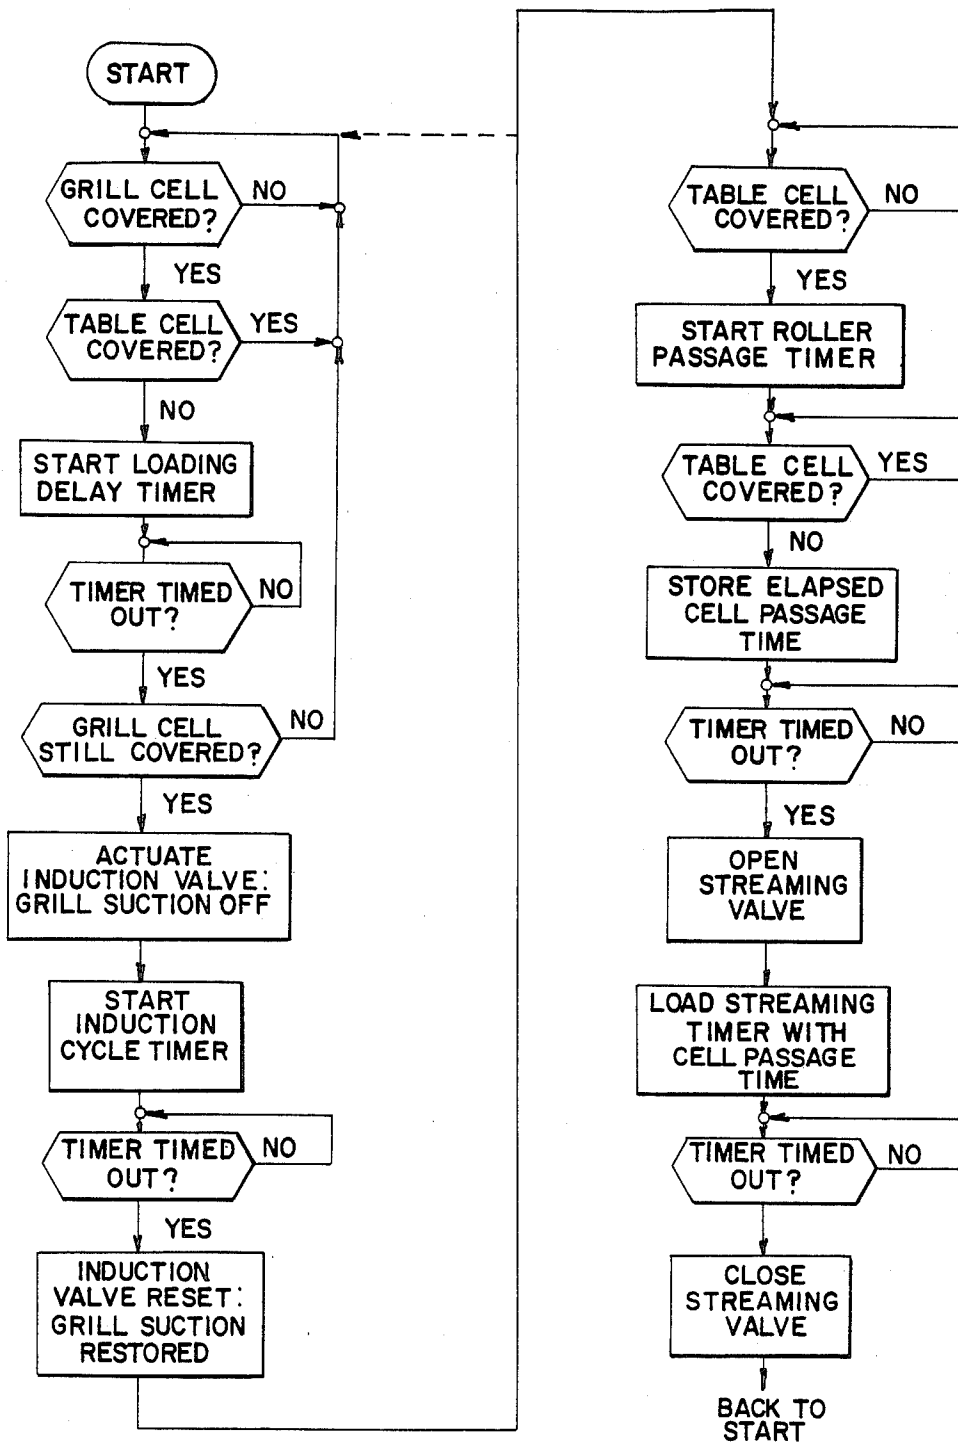 START
GRILL CELL
COVERED?
NO
YES
TABLE CELL
COVERED?
YES
NO
START LOADING
DELAY TIMER
TIMER TIMED
OUT?
NO
YES
GRILL CELL
STILL COVERED?
NO
YES
ACTUATE
INDUCTION VALVE:
GRILL SUCTION OFF
START
INDUCTION
CYCLE TIMER
TIMER TIMED
OUT?
NO
YES
INDUCTION
VALVE RESET:
GRILL SUCTION
RESTORED
TABLE CELL
COVERED?
NO
YES
START ROLLER
PASSAGE TIMER
TABLE CELL
COVERED?
YES
NO
STORE ELAPSED
CELL PASSAGE
TIME
TIMER TIMED
OUT?
NO
YES
OPEN
STREAMING
VALVE
LOAD STREAMING
TIMER WITH
CELL PASSAGE
TIME
TIMER TIMED
OUT?
NO
CLOSE
STREAMING
VALVE
BACK TO
START